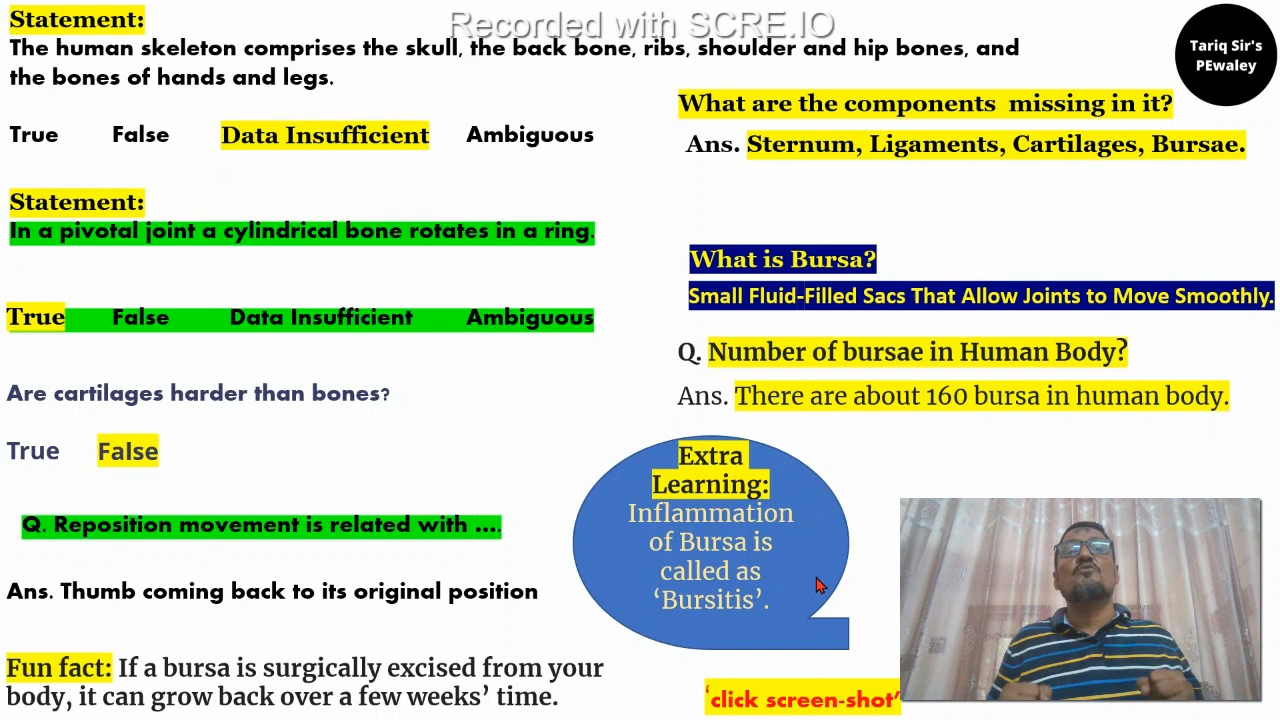 Recorded with SCRE.IO
Statement:
The human skeleton comprises the skull, the back bone, ribs, shoulder and hip bones, and
the bones of hands and legs.
True False Data Insufficient Ambiguous
Statement:
In a pivotal joint a cylindrical bone rotates in a ring.
True False Data Insufficient Ambiguous
Are cartilages harder than bones?
True False
Q. Reposition movement is related with ....
Ans. Thumb coming back to its original position
Fun fact: If a bursa is surgically excised from your
body, it can grow back over a few weeks’ time.
Tariq Sir's
PEwaley
What are the components missing in it?
Ans. Sternum, Ligaments, Cartilages, Bursae.
What is Bursa?
Small Fluid-Filled Sacs That Allow Joints to Move Smoothly.
Q. Number of bursae in Human Body?
Ans. There are about 160 bursa in human body.
Extra
Learning:
Inflammation
of Bursa is
called as
‘Bursitis’.
‘click screen-shot’